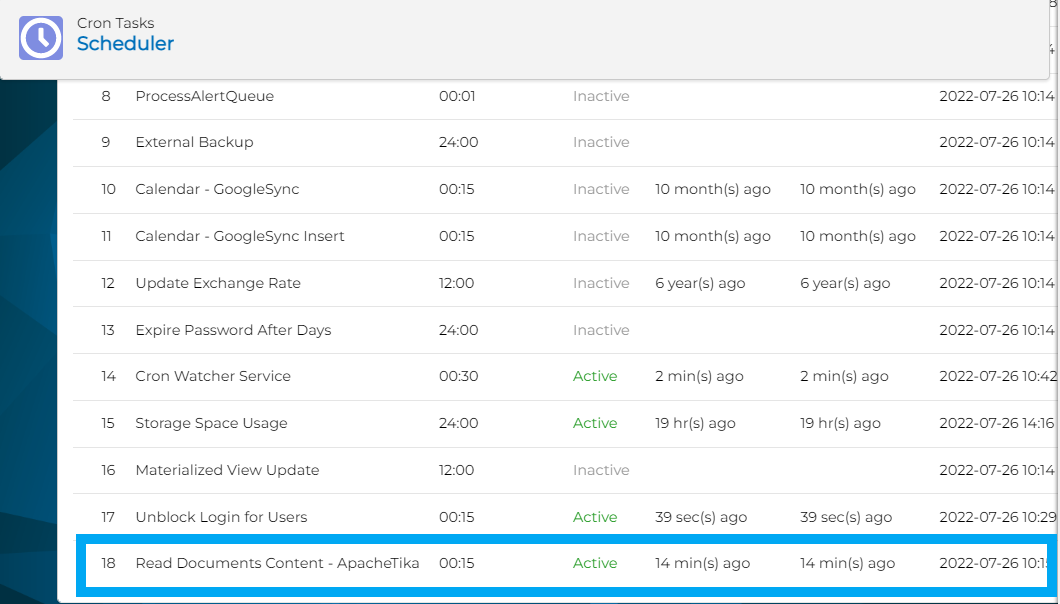 Cron Tasks
Scheduler
8 ProcessAlertQueue 00:01 Inactive 2022-07-26 10:14
9 External Backup 24:00 Inactive 2022-07-26 10:14
10 Calendar - GoogleSync 00:15 Inactive 10 month(s) ago 10 month(s) ago 2022-07-26 10:14
11 Calendar - GoogleSync Insert 00:15 Inactive 10 month(s) ago 10 month(s) ago 2022-07-26 10:14
12 Update Exchange Rate 12:00 Inactive 6 year(s) ago 6 year(s) ago 2022-07-26 10:14
13 Expire Password After Days 24:00 Inactive 2022-07-26 10:14
14 Cron Watcher Service 00:30 Active 2 min(s) ago 2 min(s) ago 2022-07-26 10:42
15 Storage Space Usage 24:00 Active 19 hr(s) ago 19 hr(s) ago 2022-07-26 14:16
16 Materialized View Update 12:00 Inactive 2022-07-26 10:14
17 Unblock Login for Users 00:15 Active 39 sec(s) ago 39 sec(s) ago 2022-07-26 10:29
18 Read Documents Content - ApacheTika 00:15 Active 14 min(s) ago 14 min(s) ago 2022-07-26